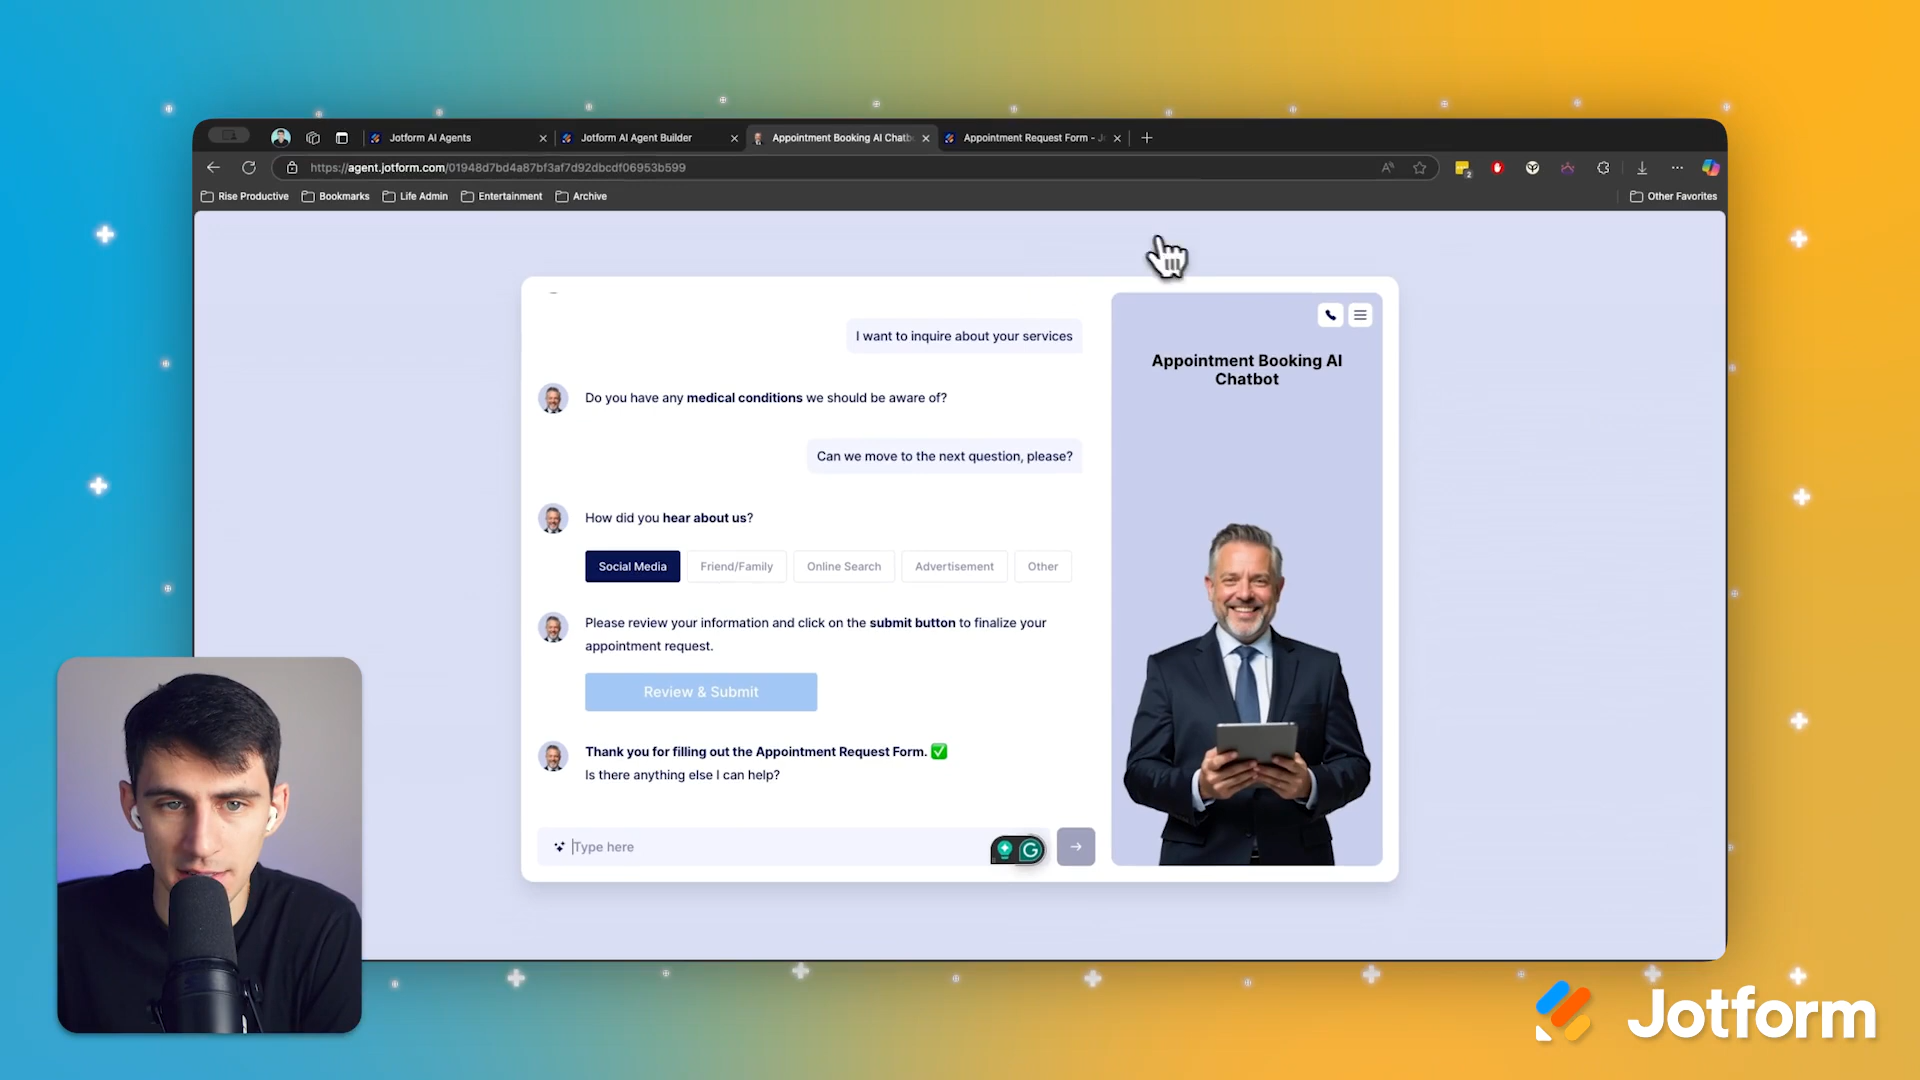 Jotform AI Agents
Jotform AI Agent Builder
Appointment Booking AI Chatb
Appointment Request Form - J
https://agent.jotform.com/01948d7bd4a87bf3af7d92dbcdf06953b599
Rise Productive
Bookmarks
Life Admin
Entertainment
Archive
Other Favorites
I want to inquire about your services
Do you have any medical conditions we should be aware of?
Can we move to the next question, please?
How did you hear about us?
Social Media
Friend/Family
Online Search
Advertisement
Other
Please review your information and click on the submit button to finalize your
appointment request.
Review & Submit
Thank you for filling out the Appointment Request Form. ✅
Is there anything else I can help?
Type here
Appointment Booking AI
Chatbot
Jotform